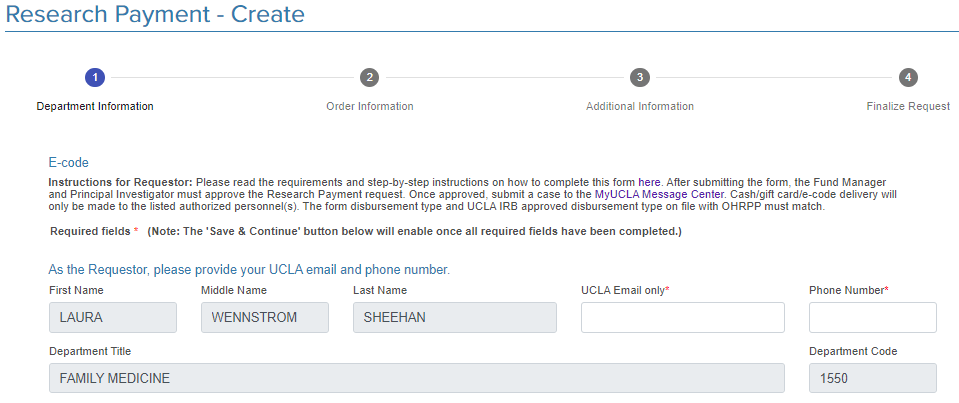 Research Payment - Create
1 2 3 4
Department Information Order Information Additional Information Finalize Request
E-code
Instructions for Requestor: Please read the requirements and step-by-step instructions on how to complete this form here. After submitting the form, the Fund Manager
and Principal Investigator must approve the Research Payment request. Once approved, submit a case to the MyUCLA Message Center. Cash/gift card/e-code delivery will
only be made to the listed authorized personnel(s). The form disbursement type and UCLA IRB approved disbursement type on file with OHRPP must match.
Required fields * (Note: The 'Save & Continue' button below will enable once all required fields have been completed.)
As the Requestor, please provide your UCLA email and phone number.
First Name Middle Name Last Name UCLA Email only* Phone Number*
LAURA WENNSTROM SHEEHAN
Department Title Department Code
FAMILY MEDICINE 1550